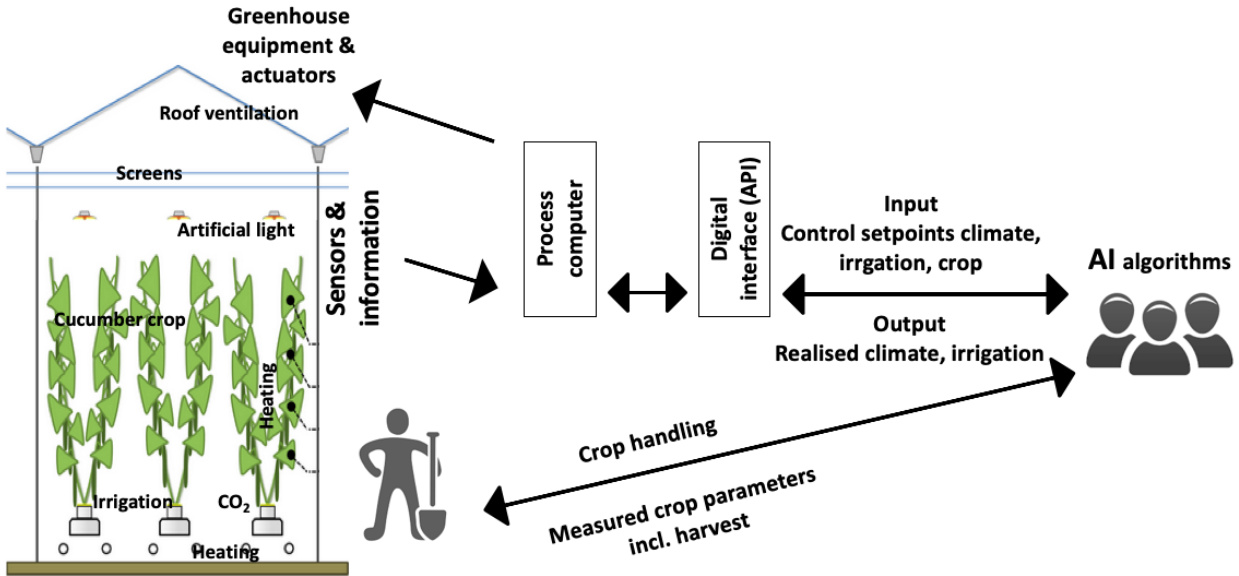 Greenhouse
equipment &
actuators
Roof ventilation
Screens
Artificial light
Sensors &
information
Cucumber crop
Heating
Irrigation
CO₂
Heating
Process
computer
Digital
interface (API)
Input
Control setpoints climate,
irrgation, crop
Output
Realised climate, irrigation
AI algorithms
Crop handling
Measured crop parameters
incl. harvest